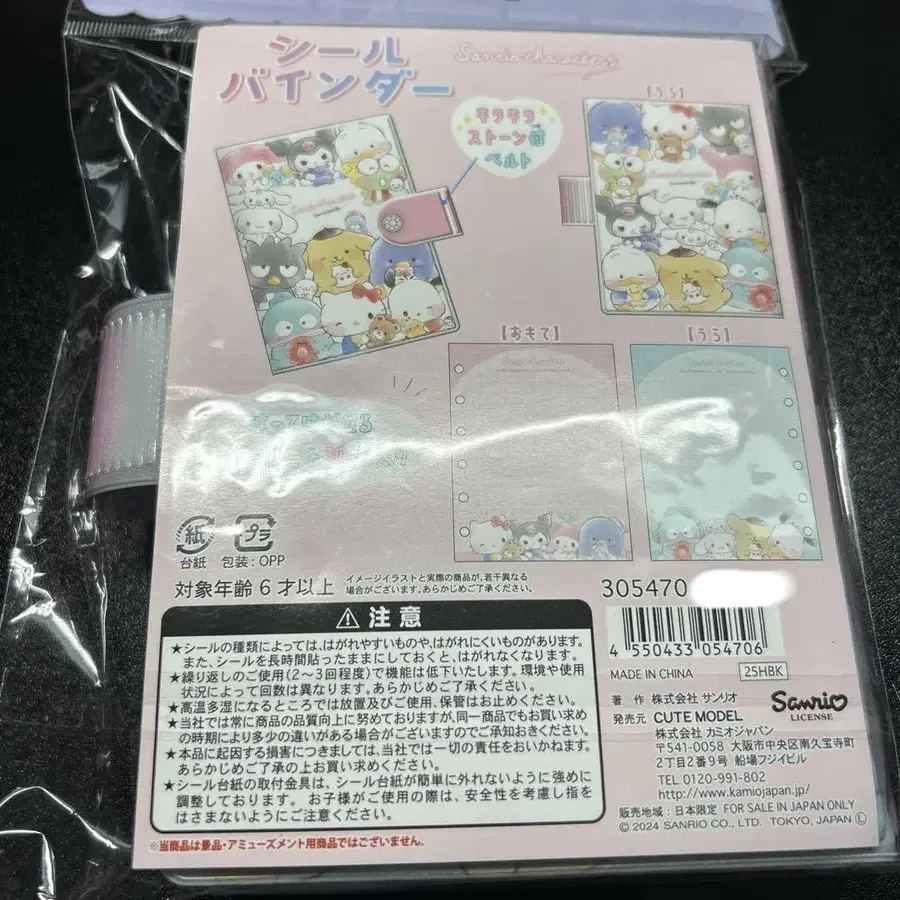 シール
バインダー
Sanrio characters
キラキラ
ストーン付
ベルト
【うら】
【おもて】
【うら】
紙
プラ
台紙 包装:OPP
対象年齢6才以上
イメージイラストと実際の商品が、若干異なる
場合がございます。あらかじめご了承ください。
305470
⚠ 注意
★シールの種類によっては、はがれやすいものや、はがれにくいものがあります。
また、シールを長時間貼ったままにしておくと、はがれなくなります。
★繰り返しのご使用(2〜3回程度)で機能は低下いたします。環境や使用
状況によって回数は異なります。あらかじめご了承ください。
★高温多湿になるところでは放置及びご使用、保管はお止めください。
★当社では常に商品の品質向上に努めておりますが、同一商品でもお買い求め
の時期により多少の違いがある場合がございますのでご承知おきください。
★本品に起因する損害につきましては、当社では一切の責任をおいかねます。
あらかじめご了承の上お買い求めください。
★シール台紙の取付金具は、シール台紙が簡単に外れないように強めに
調整しております。 お子様がご使用の際は、安全性を考慮し指を
はさまないようにご注意ください。
※当商品は景品・アミューズメント用商品ではございません。
4 550433 054706
MADE IN CHINA 25HBK
著 作 株式会社 サンリオ
発売元 CUTE MODEL
株式会社 カミオジャパン
〒541-0058 大阪市中央区南久宝寺町
2丁目2番9号 船場フジイビル
TEL 0120-991-802
http://www.kamiojapan.jp/
Sanrio
LICENSE
販売地域:日本限定 FOR SALE IN JAPAN ONLY
© 2024 SANRIO CO., LTD. TOKYO, JAPAN Ⓛ